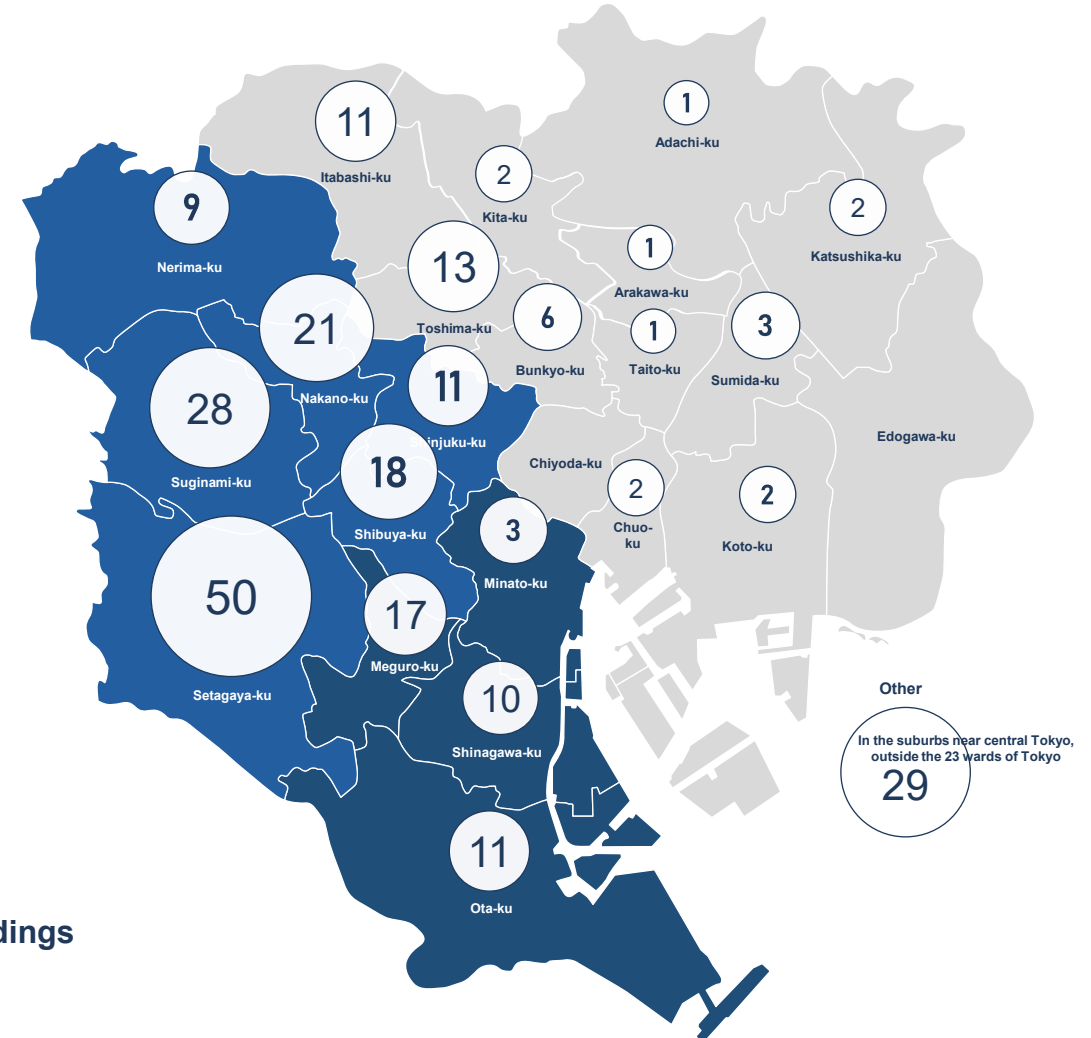 1
Adachi-ku
11
Itabashi-ku
2
Kita-ku
9
Nerima-ku
2
Katsushika-ku
13
Toshima-ku
1
Arakawa-ku
6
Bunkyo-ku
1
Taito-ku
3
Sumida-ku
21
Nakano-ku
11
injuku-ku
28
Suginami-ku
18
Shibuya-ku
Edogawa-ku
Chiyoda-ku
2
Chuo-
ku
2
Koto-ku
3
Minato-ku
50
Setagaya-ku
17
Meguro-ku
10
Shinagawa-ku
Other
In the suburbs near central Tokyo,
outside the 23 wards of Tokyo
29
11
Ota-ku
dings